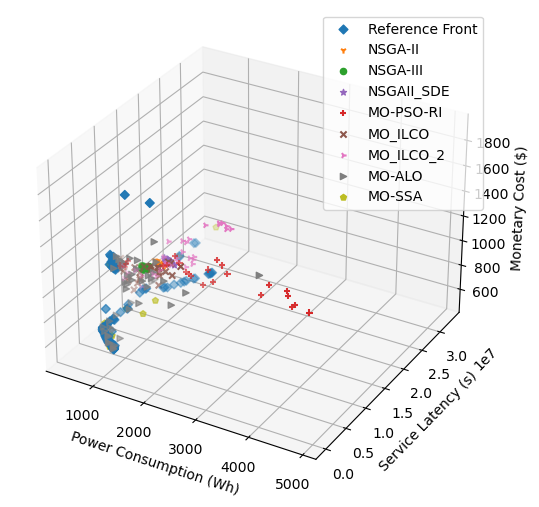 Reference Front
NSGA-II
NSGA-III
NSGAII_SDE
MO-PSO-RI
MO_ILCO
MO_ILCO_2
MO-ALO
MO-SSA
1800
1600
1400
1200
1000
800
600
Monetary Cost ($)
1e7
3.0
2.5
2.0
1.5
1.0
0.5
0.0
Service Latency (s)
1000
2000
3000
4000
5000
Power Consumption (Wh)